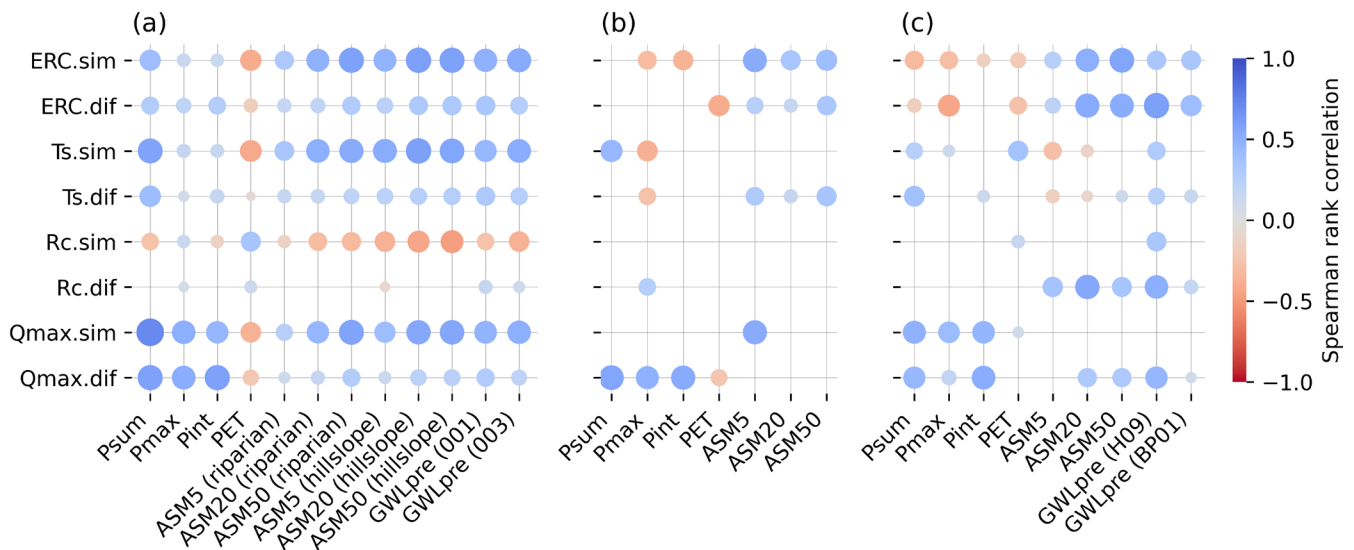 (a)
(b)
(c)
ERC.sim
ERC.dif
Ts.sim
Ts.dif
Rc.sim
Rc.dif
Qmax.sim
Qmax.dif
Psum
Pmax
Pint
PET
ASM5 (riparian)
ASM20 (riparian)
ASM50 (riparian)
ASM5 (hillslope)
ASM20 (hillslope)
ASM50 (hillslope)
GWLpre (001)
GWLpre (003)
Psum
Pmax
Pint
PET
ASM5
ASM20
ASM50
Psum
Pmax
Pint
PET
ASM5
ASM20
ASM50
GWLpre (H09)
GWLpre (BP01)
1.0
0.5
0.0
−0.5
−1.0
Spearman rank correlation